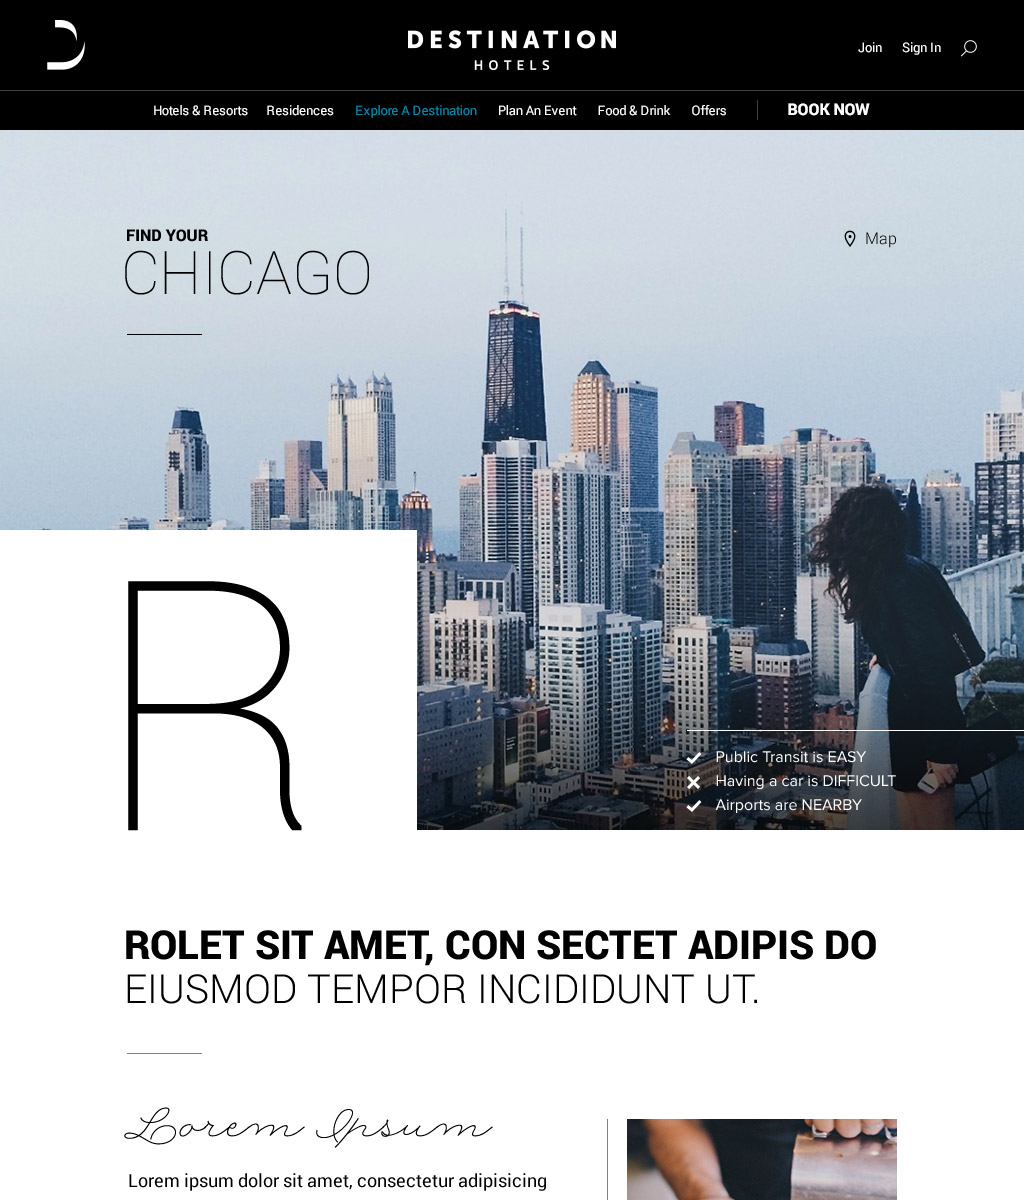 DESTINATION
HOTELS
Join Sign In
Hotels & Resorts Residences Explore A Destination Plan An Event Food & Drink Offers BOOK NOW
FIND YOUR
CHICAGO
Map
R
Public Transit is EASY
Having a car is DIFFICULT
Airports are NEARBY
ROLET SIT AMET, CON SECTET ADIPIS DO
EIUSMOD TEMPOR INCIDIDUNT UT.
Lorem Ipsum
Lorem ipsum dolor sit amet, consectetur adipisicing